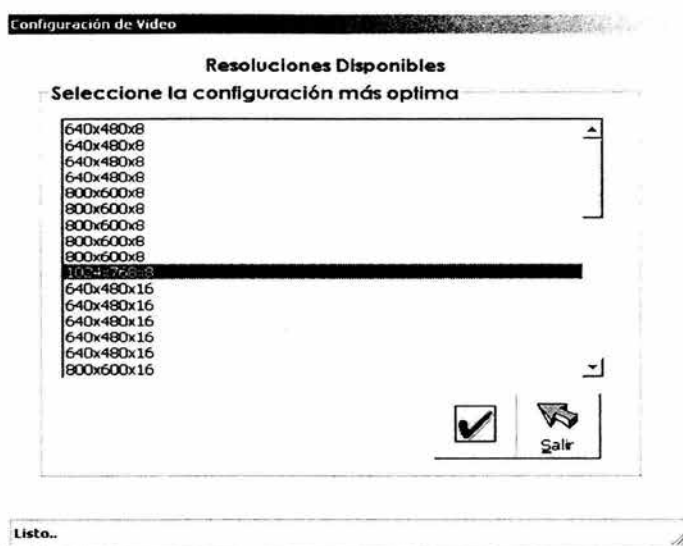 Configuración de Video
Resoluciones Disponibles
Seleccione la configuración más optima
640x480x8
640x480x8
640x480x8
640x480x8
800x600x8
800x600x8
800x600x8
800x600x8
800x600x8
1024x768x8
640x480x16
640x480x16
640x480x16
640x480x16
640x480x16
800x600x16
Salir
Listo..